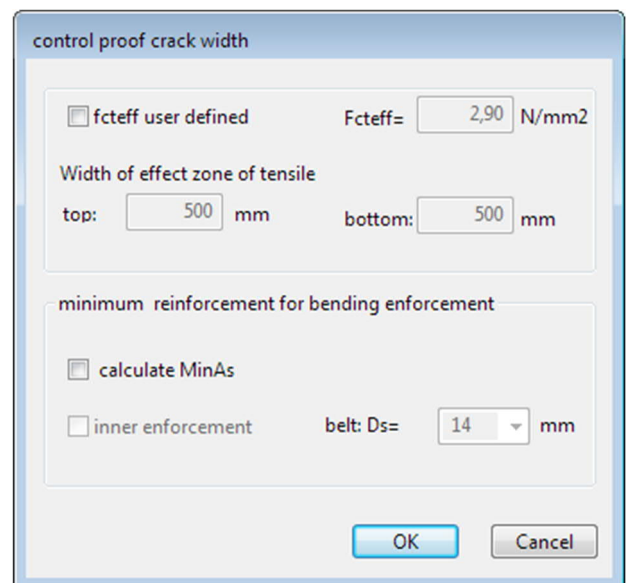 control proof crack width
fcteff user defined Fcteff= 2,90 N/mm2
Width of effect zone of tensile
top: 500 mm bottom: 500 mm
minimum reinforcement for bending enforcement
calculate MinAs
inner enforcement belt: Ds= 14 mm
OK Cancel